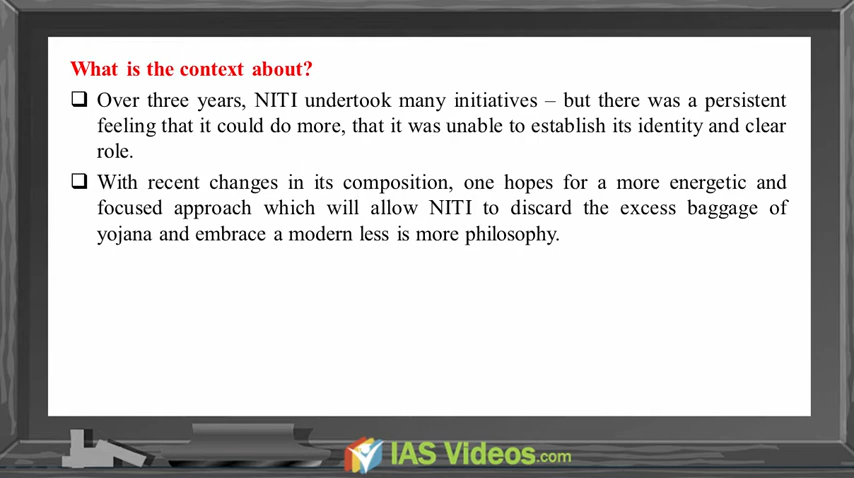 What is the context about?
❑ Over three years, NITI undertook many initiatives – but there was a persistent
feeling that it could do more, that it was unable to establish its identity and clear
role.
❑ With recent changes in its composition, one hopes for a more energetic and
focused approach which will allow NITI to discard the excess baggage of
yojana and embrace a modern less is more philosophy.
IAS Videos.com